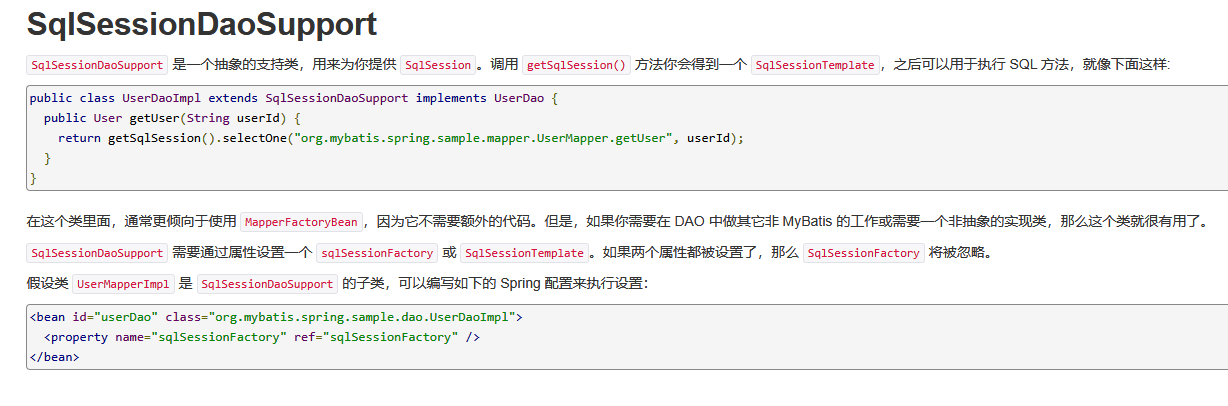 SqlSessionDaoSupport
SqlSessionDaoSupport 是一个抽象的支持类，用来为你提供 SqlSession 。调用 getSqlSession() 方法你会得到一个 SqlSessionTemplate ，之后可以用于执行 SQL 方法，就像下面这样:
public class UserDaoImpl extends SqlSessionDaoSupport implements UserDao {
  public User getUser(String userId) {
    return getSqlSession().selectOne("org.mybatis.spring.sample.mapper.UserMapper.getUser", userId);
  }
}
在这个类里面，通常更倾向于使用 MapperFactoryBean ，因为它不需要额外的代码。但是，如果你需要在 DAO 中做其它非 MyBatis 的工作或需要一个非抽象的实现类，那么这个类就很有用了。
SqlSessionDaoSupport 需要通过属性设置一个 sqlSessionFactory 或 SqlSessionTemplate 。如果两个属性都被设置了，那么 SqlSessionFactory 将被忽略。
假设类 UserMapperImpl 是 SqlSessionDaoSupport 的子类，可以编写如下的 Spring 配置来执行设置：
<bean id="userDao" class="org.mybatis.spring.sample.dao.UserDaoImpl">
  <property name="sqlSessionFactory" ref="sqlSessionFactory" />
</bean>